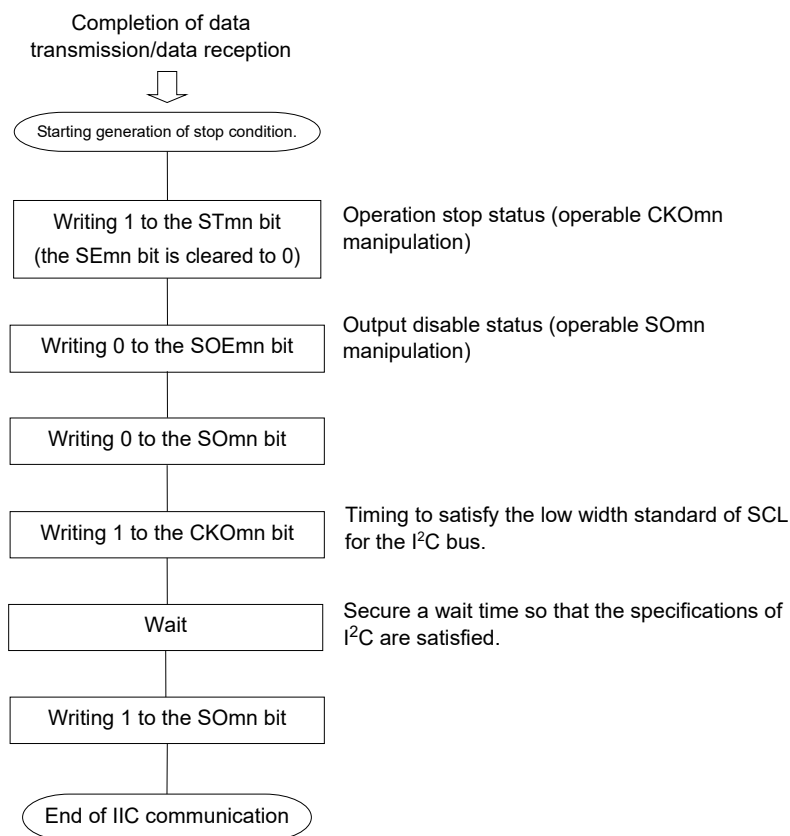 Completion of data
transmission/data reception
Starting generation of stop condition.
Writing 1 to the STmn bit
(the SEmn bit is cleared to 0)
Operation stop status (operable CKOmn
manipulation)
Writing 0 to the SOEmn bit
Output disable status (operable SOmn
manipulation)
Writing 0 to the SOmn bit
Writing 1 to the CKOmn bit
Timing to satisfy the low width standard of SCL
for the I²C bus.
Wait
Secure a wait time so that the specifications of
I²C are satisfied.
Writing 1 to the SOmn bit
End of IIC communication